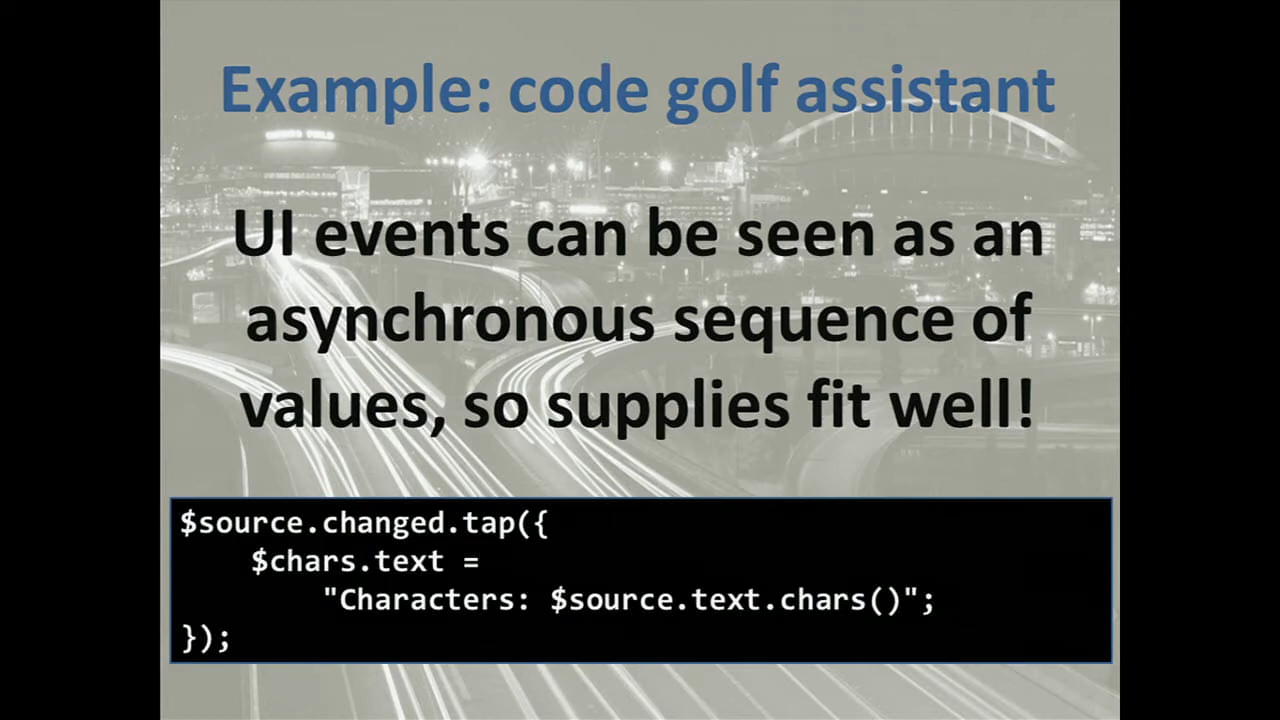 Example: code golf assistant
UI events can be seen as an
asynchronous sequence of
values, so supplies fit well!
$source.changed.tap({
    $chars.text =
        "Characters: $source.text.chars()";
});